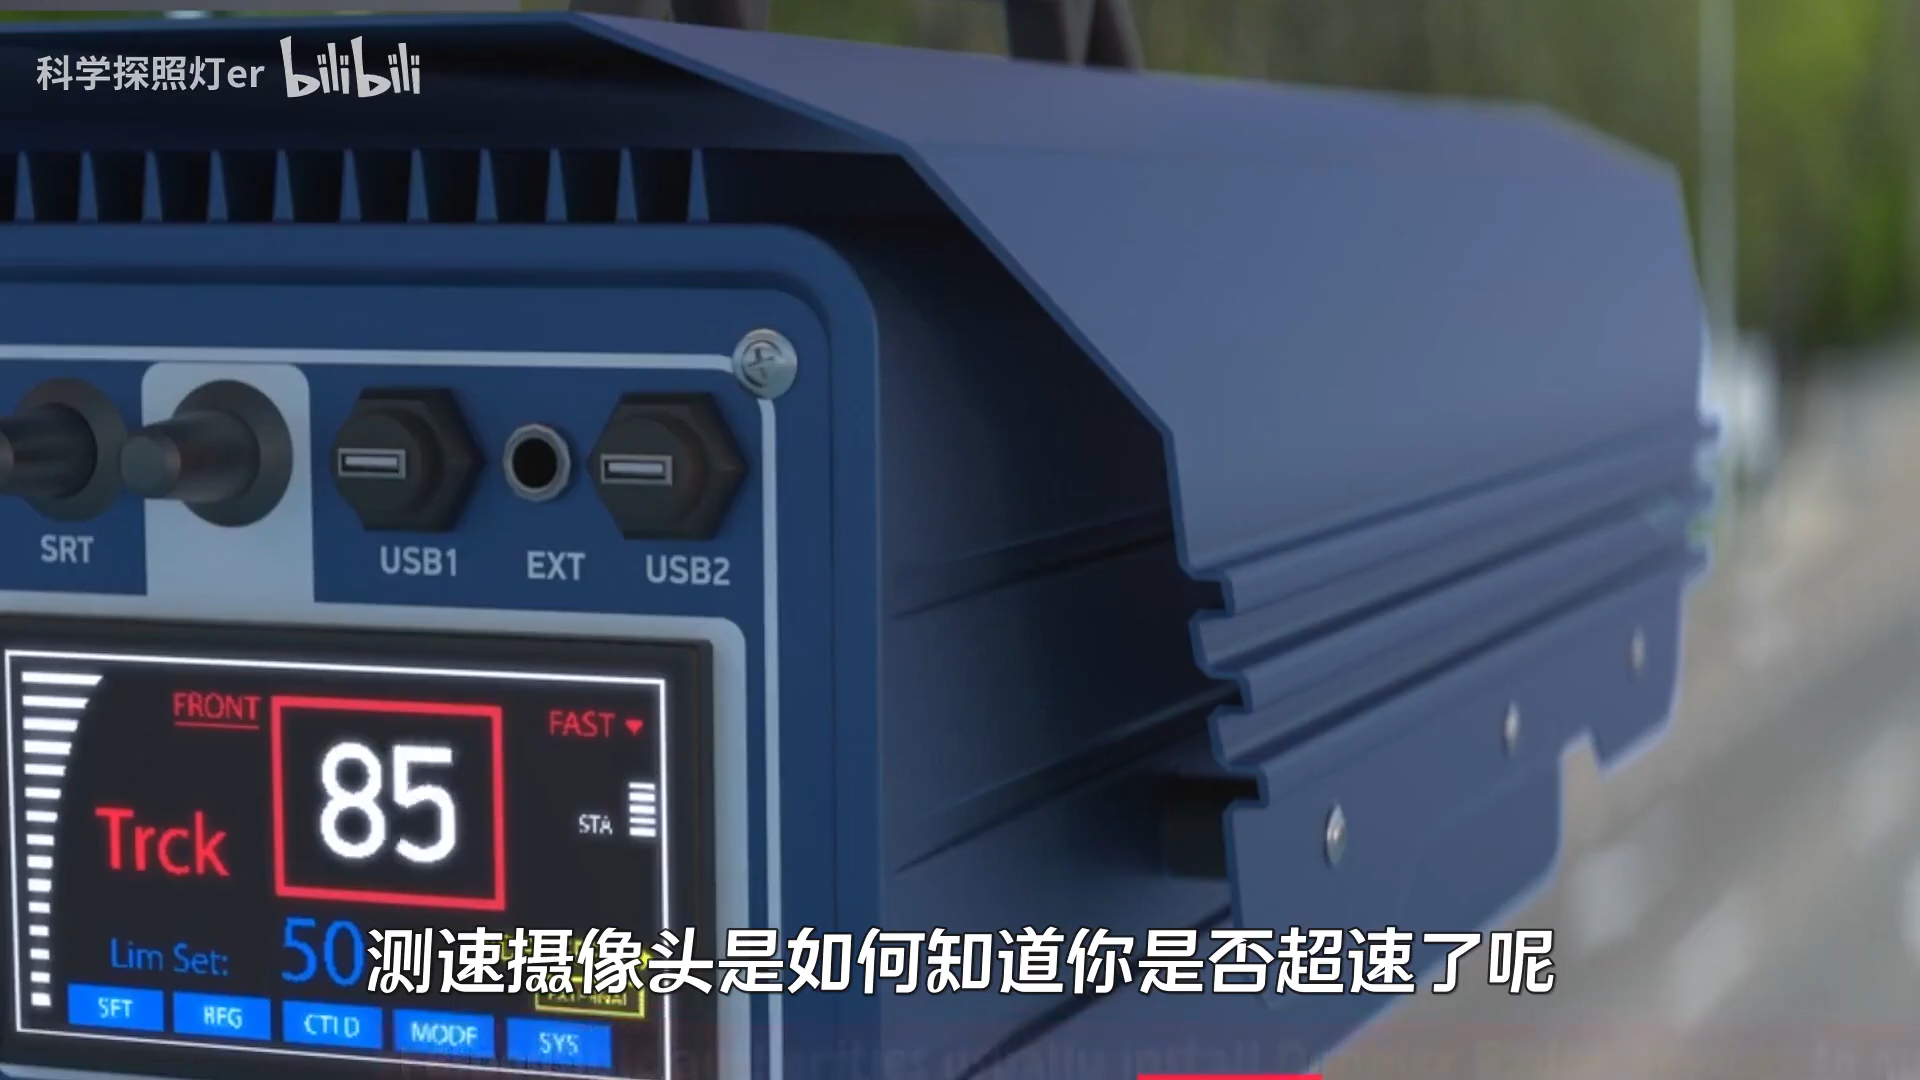 科学探照灯er bilibili
SRT
USB1
EXT
USB2
FRONT
FAST
85
Trck
STA
Lim Set: 50
测速摄像头是如何知道你是否超速了呢
MODE
SYS